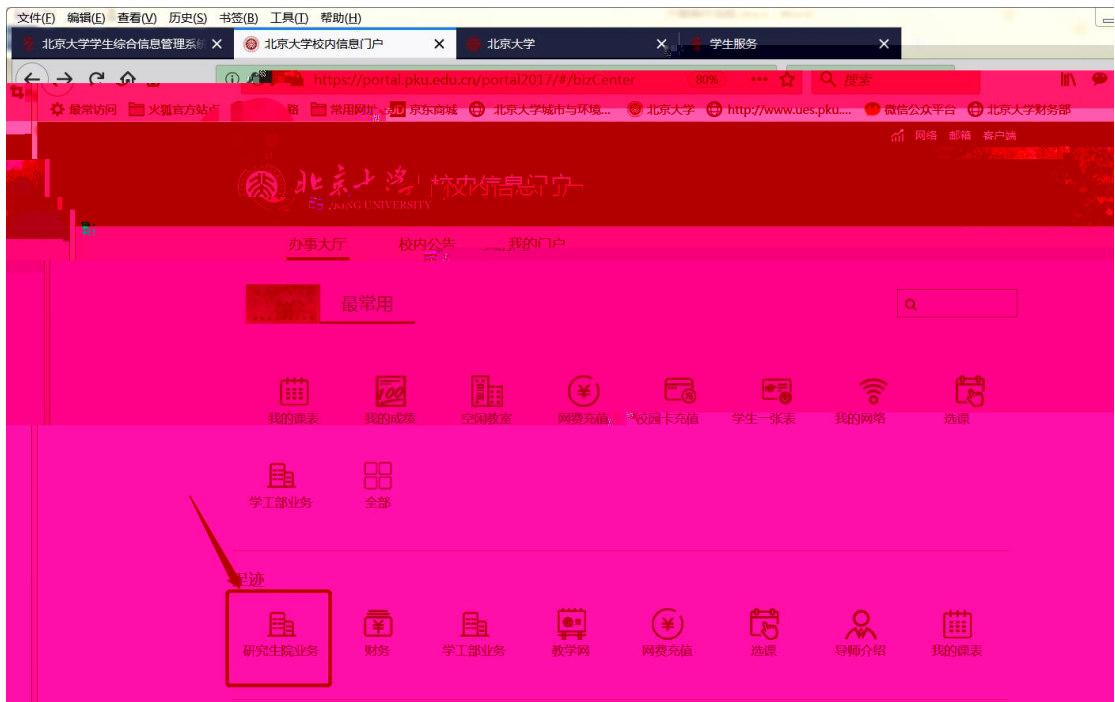 文件(F) 编辑(E) 查看(V) 历史(S) 书签(B) 工具(T) 帮助(H)
北京大学学生综合信息管理系统 北京大学校内信息门户 北京大学 学生服务
https://portal.pku.edu.cn/portal2017/#/bizCenter 80% 搜索
最常访问 火狐官方站点 常用网址 JD 京东商城 北京大学城市与环境... 北京大学 http://www.ues.pku.... 微信公众平台 北京大学财务部
网络 邮箱 客户端
北京大学 校内信息门户
PEKING UNIVERSITY
办事大厅 校内公告 我的门户
最常用
我的课表 我的成绩 空闲教室 网费充值 校园卡充值 学生一张表 我的网络 选课
学工部业务 全部
足迹
研究生院业务 财务 学工部业务 教学网 网费充值 选课 导师介绍 我的课表